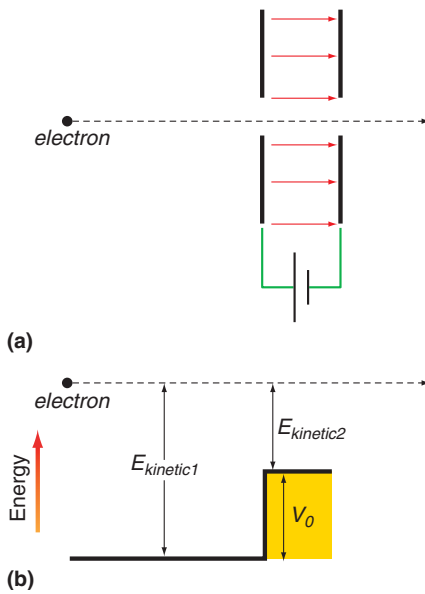 electron
(a)
electron
E_kinetic1
E_kinetic2
Energy
V_0
(b)